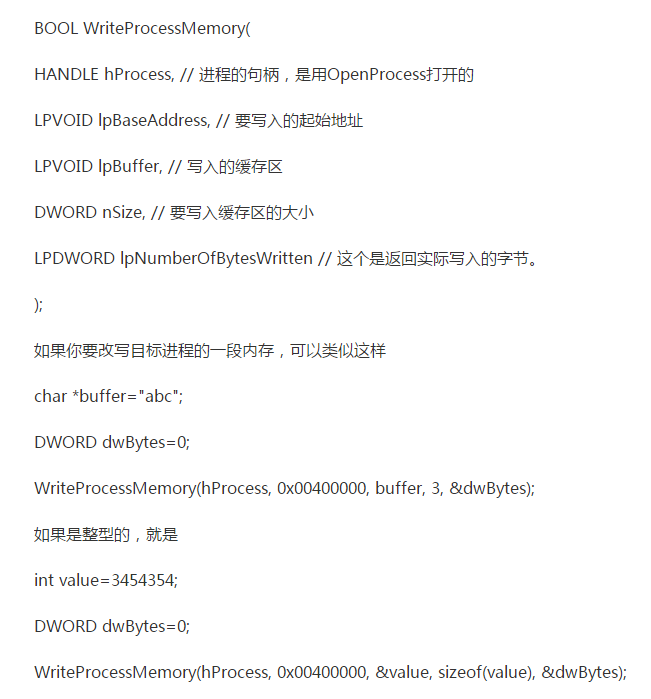 BOOL WriteProcessMemory(
HANDLE hProcess, // 进程的句柄，是用OpenProcess打开的
LPVOID lpBaseAddress, // 要写入的起始地址
LPVOID lpBuffer, // 写入的缓存区
DWORD nSize, // 要写入缓存区的大小
LPDWORD lpNumberOfBytesWritten // 这个是返回实际写入的字节。
);
如果你要改写目标进程的一段内存，可以类似这样
char *buffer="abc";
DWORD dwBytes=0;
WriteProcessMemory(hProcess, 0x00400000, buffer, 3, &dwBytes);
如果是整型的，就是
int value=3454354;
DWORD dwBytes=0;
WriteProcessMemory(hProcess, 0x00400000, &value, sizeof(value), &dwBytes);